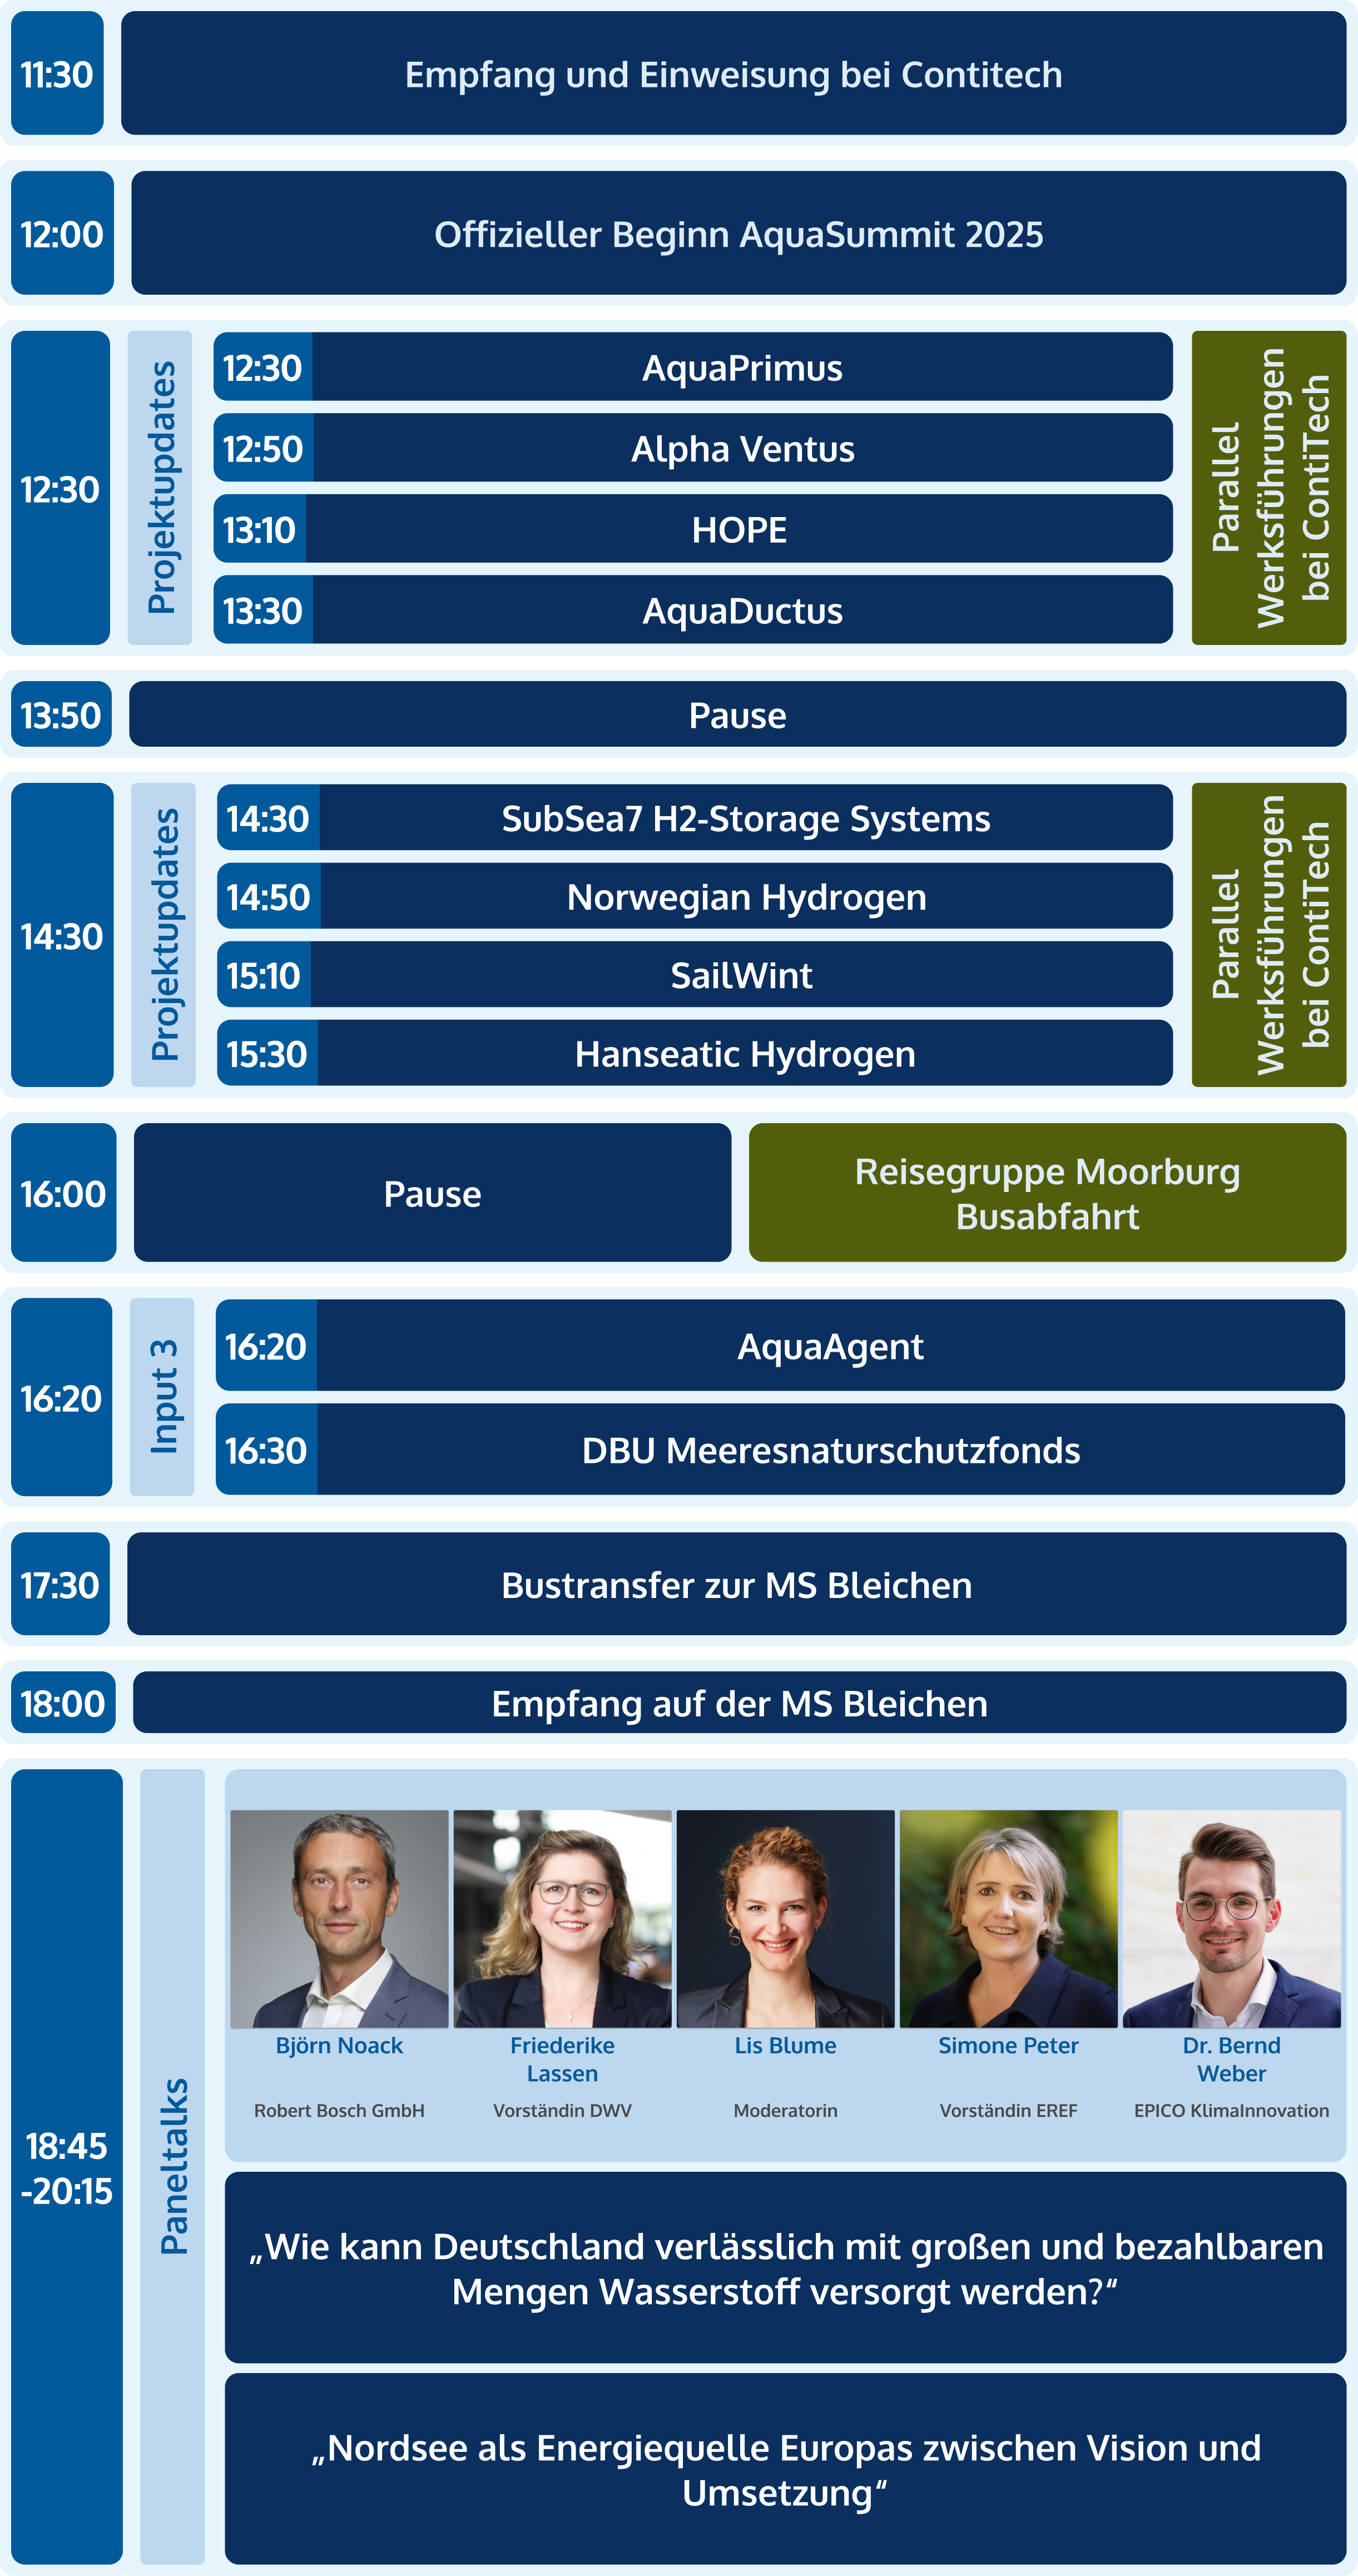 11:30
Empfang und Einweisung bei Contitech
12:00
Offizieller Beginn AquaSummit 2025
12:30
Projektupdates
12:30
AquaPrimus
12:50
Alpha Ventus
13:10
HOPE
13:30
AquaDuctus
Parallel
Werksführungen
bei ContiTech
13:50
Pause
14:30
Projektupdates
14:30
SubSea7 H2-Storage Systems
14:50
Norwegian Hydrogen
15:10
SailWint
15:30
Hanseatic Hydrogen
Parallel
Werksführungen
bei ContiTech
16:00
Pause
Reisegruppe Moorburg
Busabfahrt
16:20
Input 3
16:20
AquaAgent
16:30
DBU Meeresnaturschutzfonds
17:30
Bustransfer zur MS Bleichen
18:00
Empfang auf der MS Bleichen
18:45
-20:15
Paneltalks
Björn Noack
Robert Bosch GmbH
Friederike
Lassen
Vorständin DWV
Lis Blume
Moderatorin
Simone Peter
Vorständin EREF
Dr. Bernd
Weber
EPICO KlimaInnovation
„Wie kann Deutschland verlässlich mit großen und bezahlbaren
Mengen Wasserstoff versorgt werden?“
„Nordsee als Energiequelle Europas zwischen Vision und
Umsetzung“